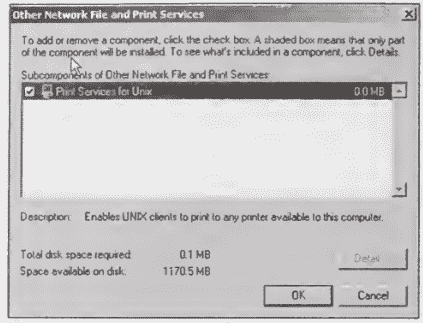 Other Network File and Print Services
To add or remove a component, click the check box. A shaded box means that only part
of the component will be installed. To see what's included in a component, click Details.
Subcomponents of Other Network File and Print Services:
Print Services for Unix 0.0 MB
Description: Enables UNIX clients to print to any printer available to this computer.
Total disk space required: 0.1 MB
Space available on disk: 1170.5 MB
Details
OK Cancel